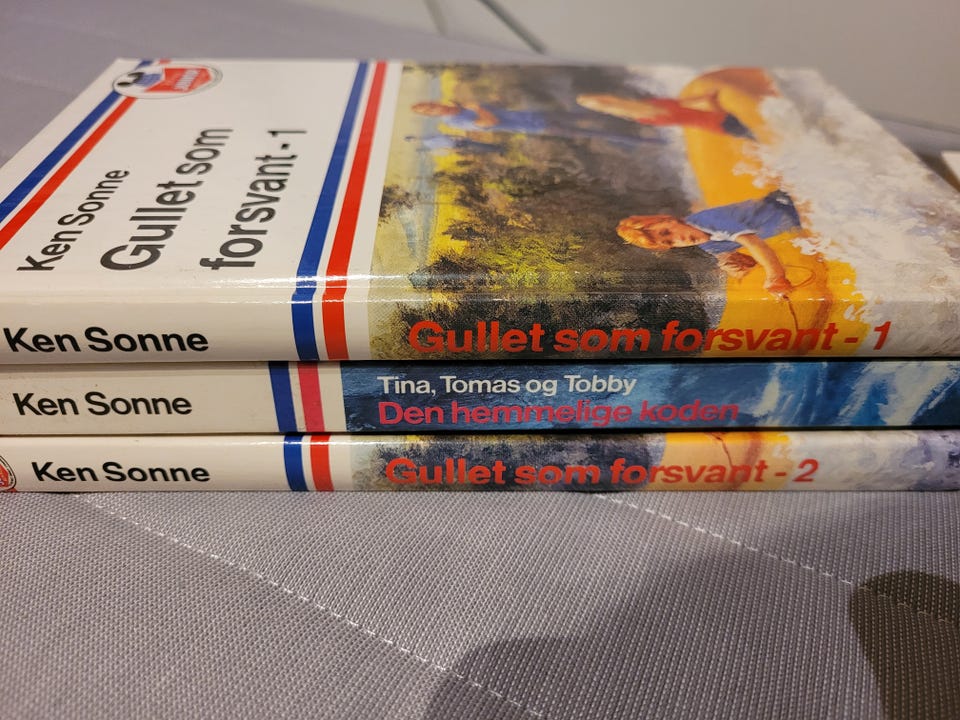 Ken Sonne
Gullet som
forsvant - 1
Ken Sonne
Gullet som forsvant - 1
Ken Sonne
Tina, Tomas og Tobby
Den hemmelige koden
Ken Sonne
Gullet som forsvant - 2